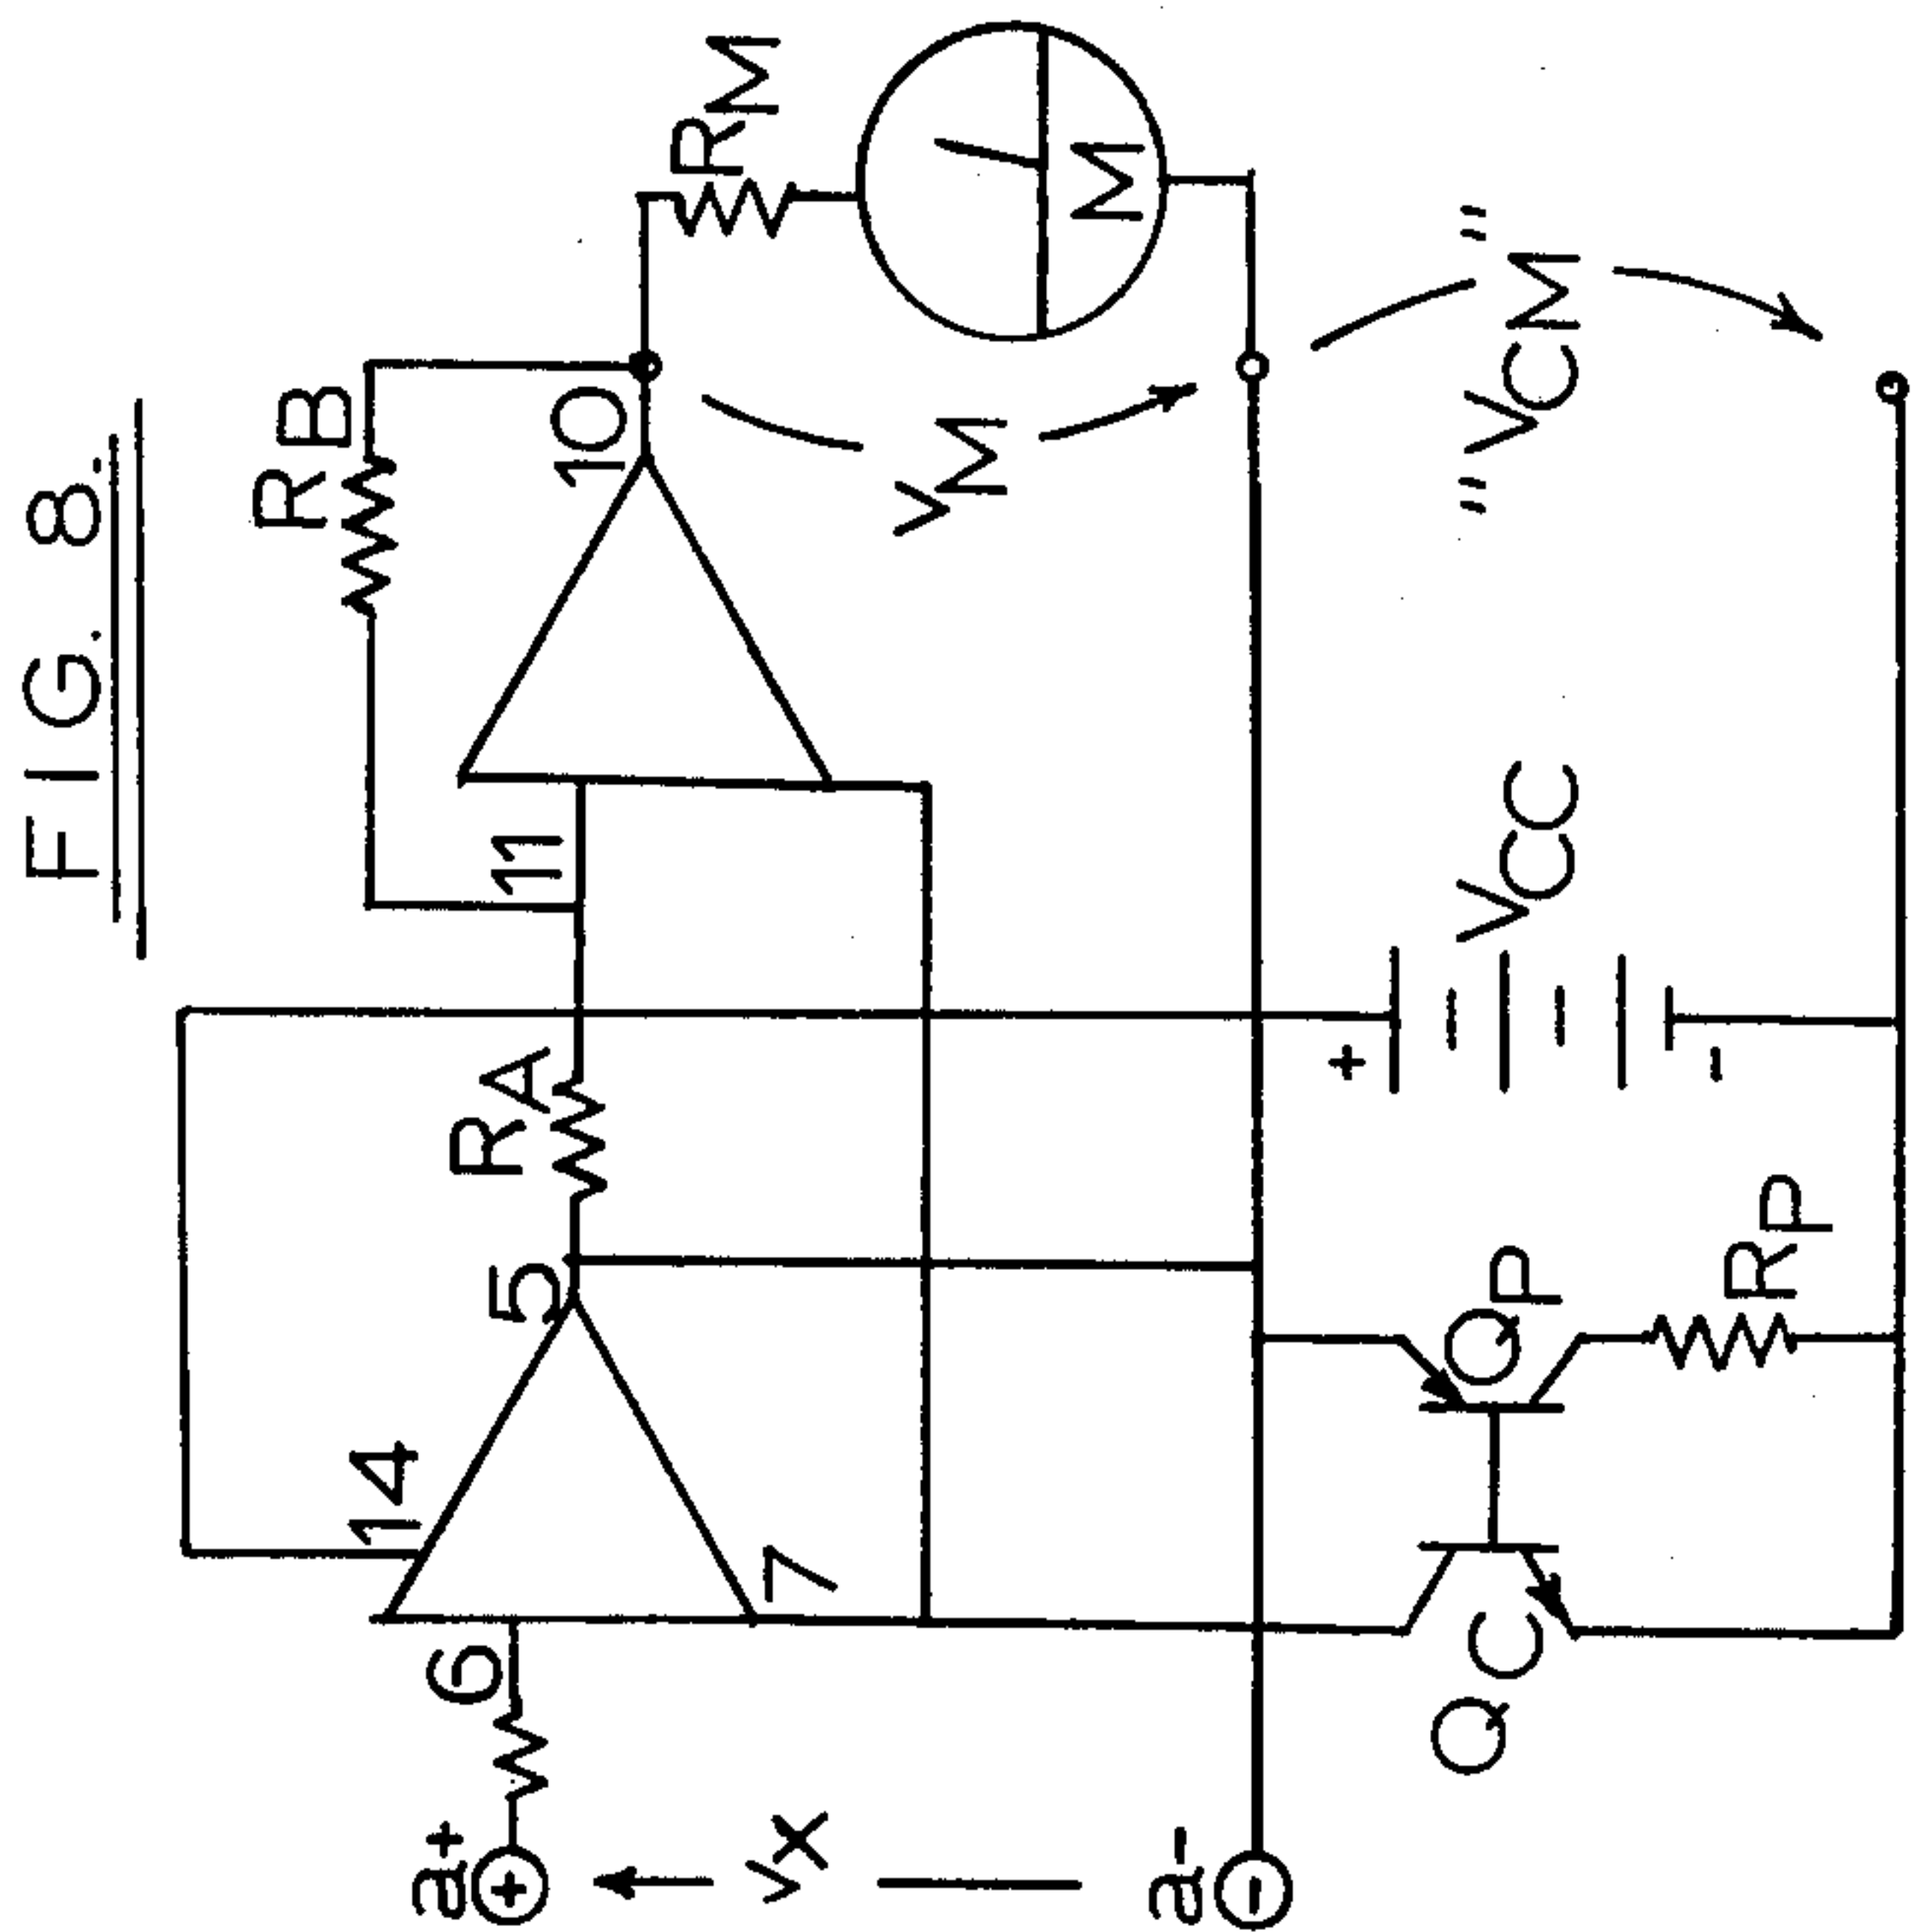 FIG. 8.
RB
14
RA
11
10
RM
a+
+
6
5
7
M
vx
VM
a-
-
QC
QP
RP
+
VCC
-
"VCM"